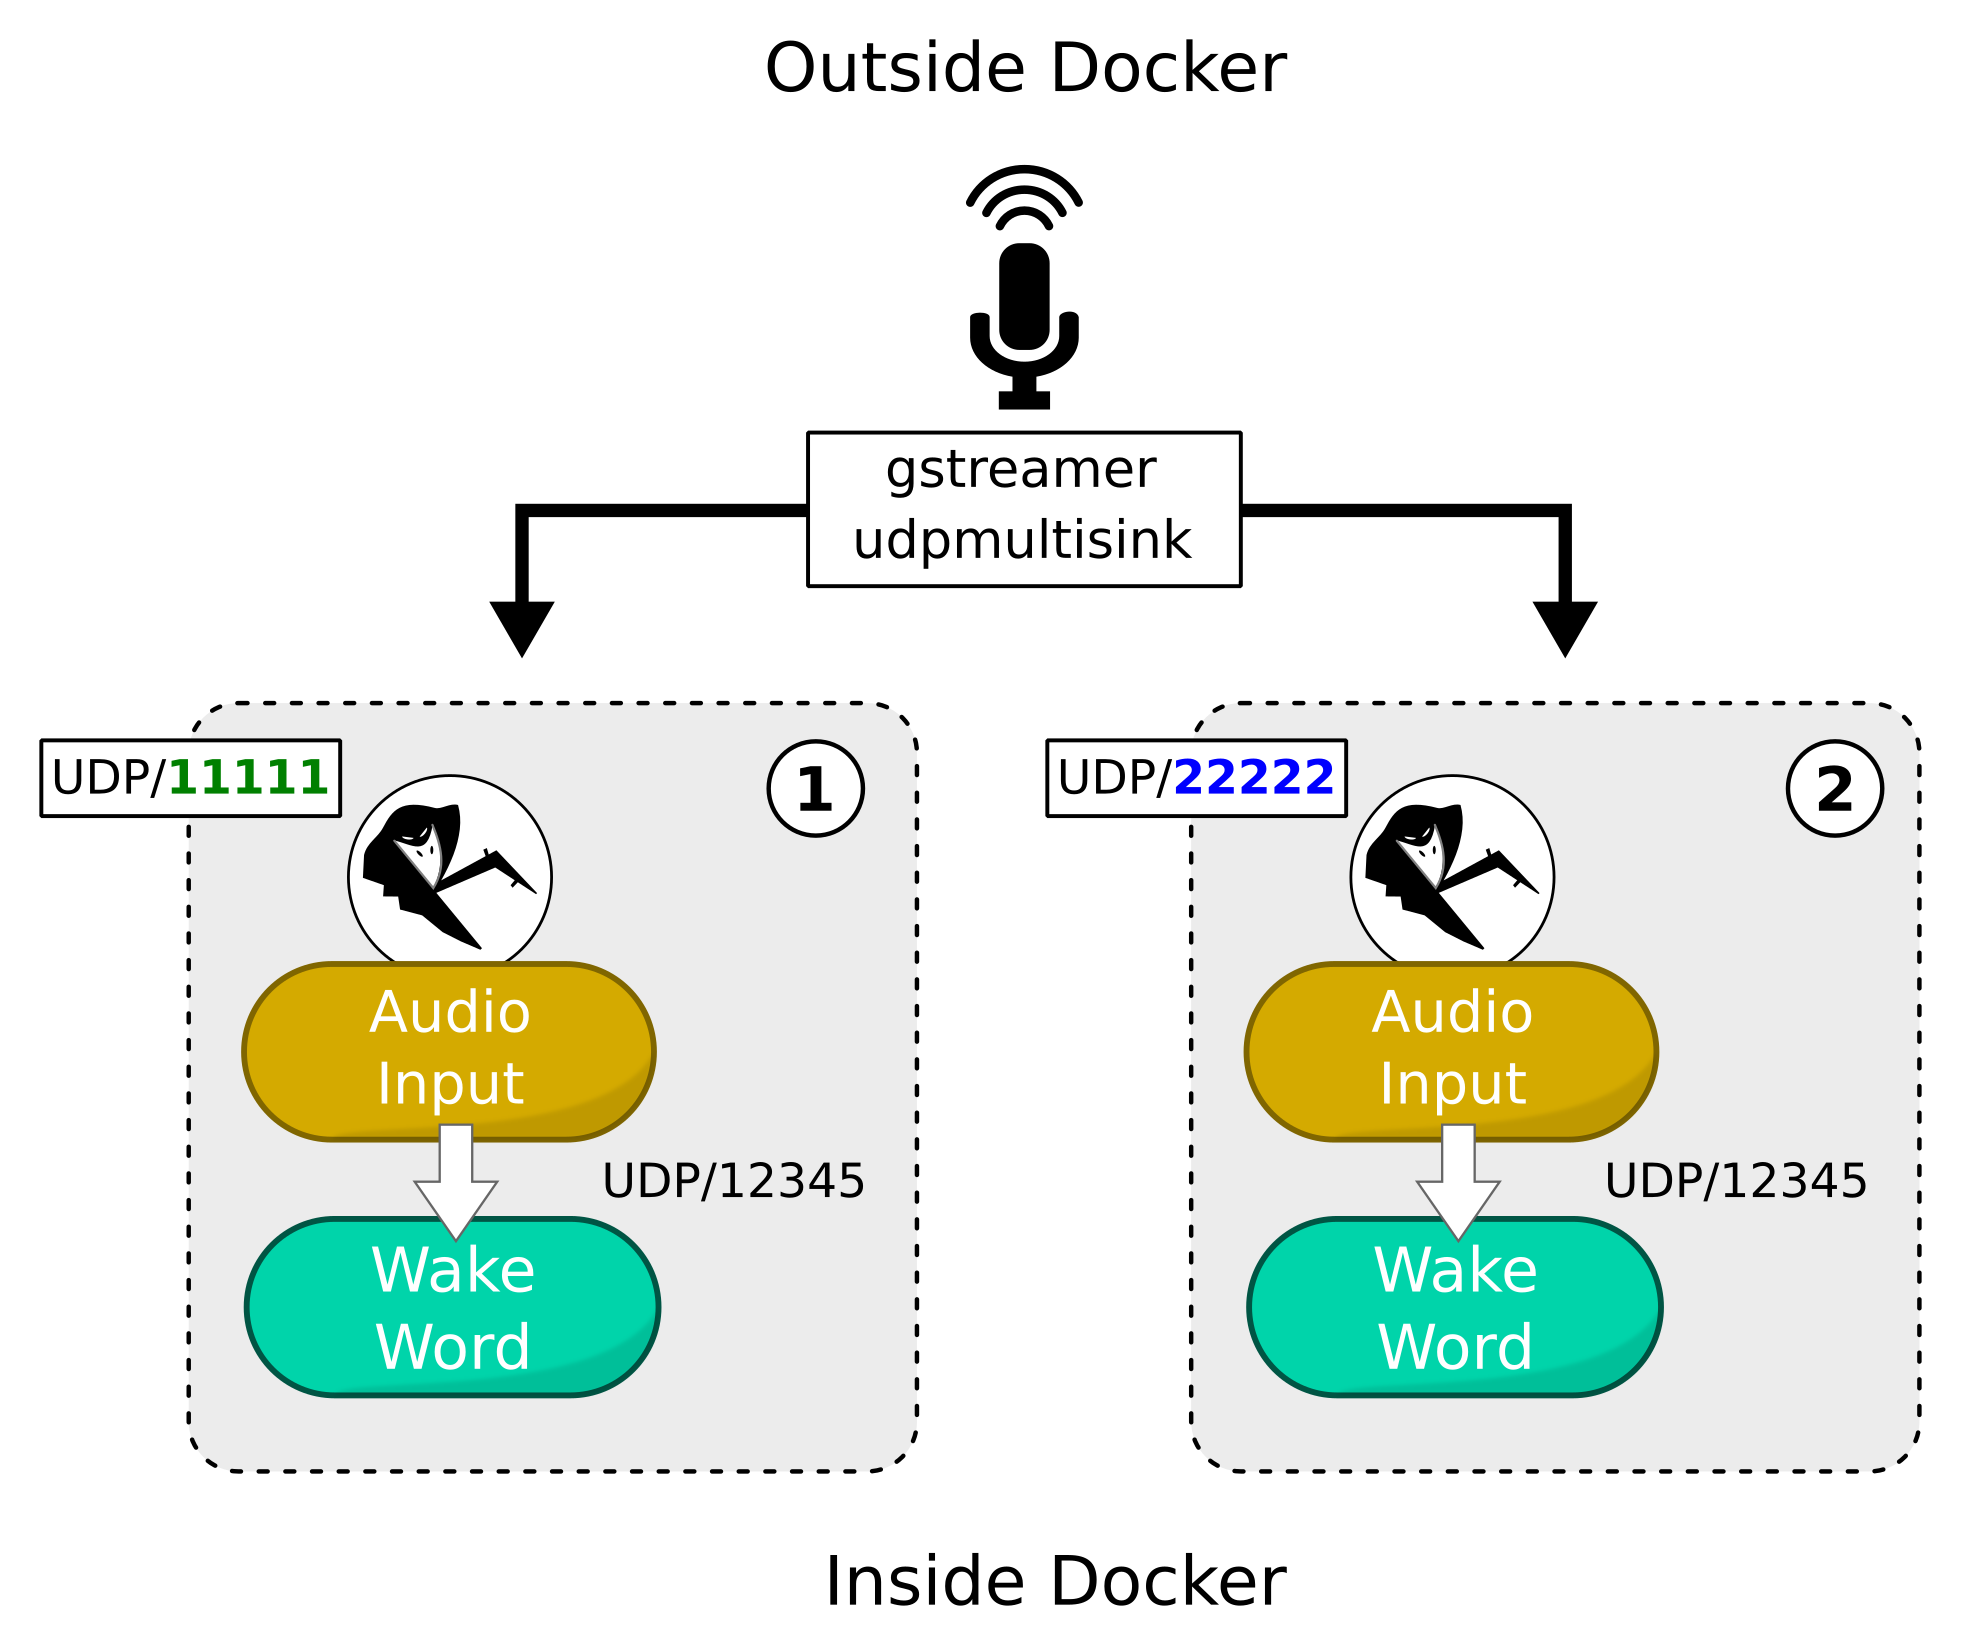 Outside Docker
gstreamer
udpmultisink
UDP/11111
1
Audio
Input
UDP/12345
Wake
Word
UDP/22222
2
Audio
Input
UDP/12345
Wake
Word
Inside Docker